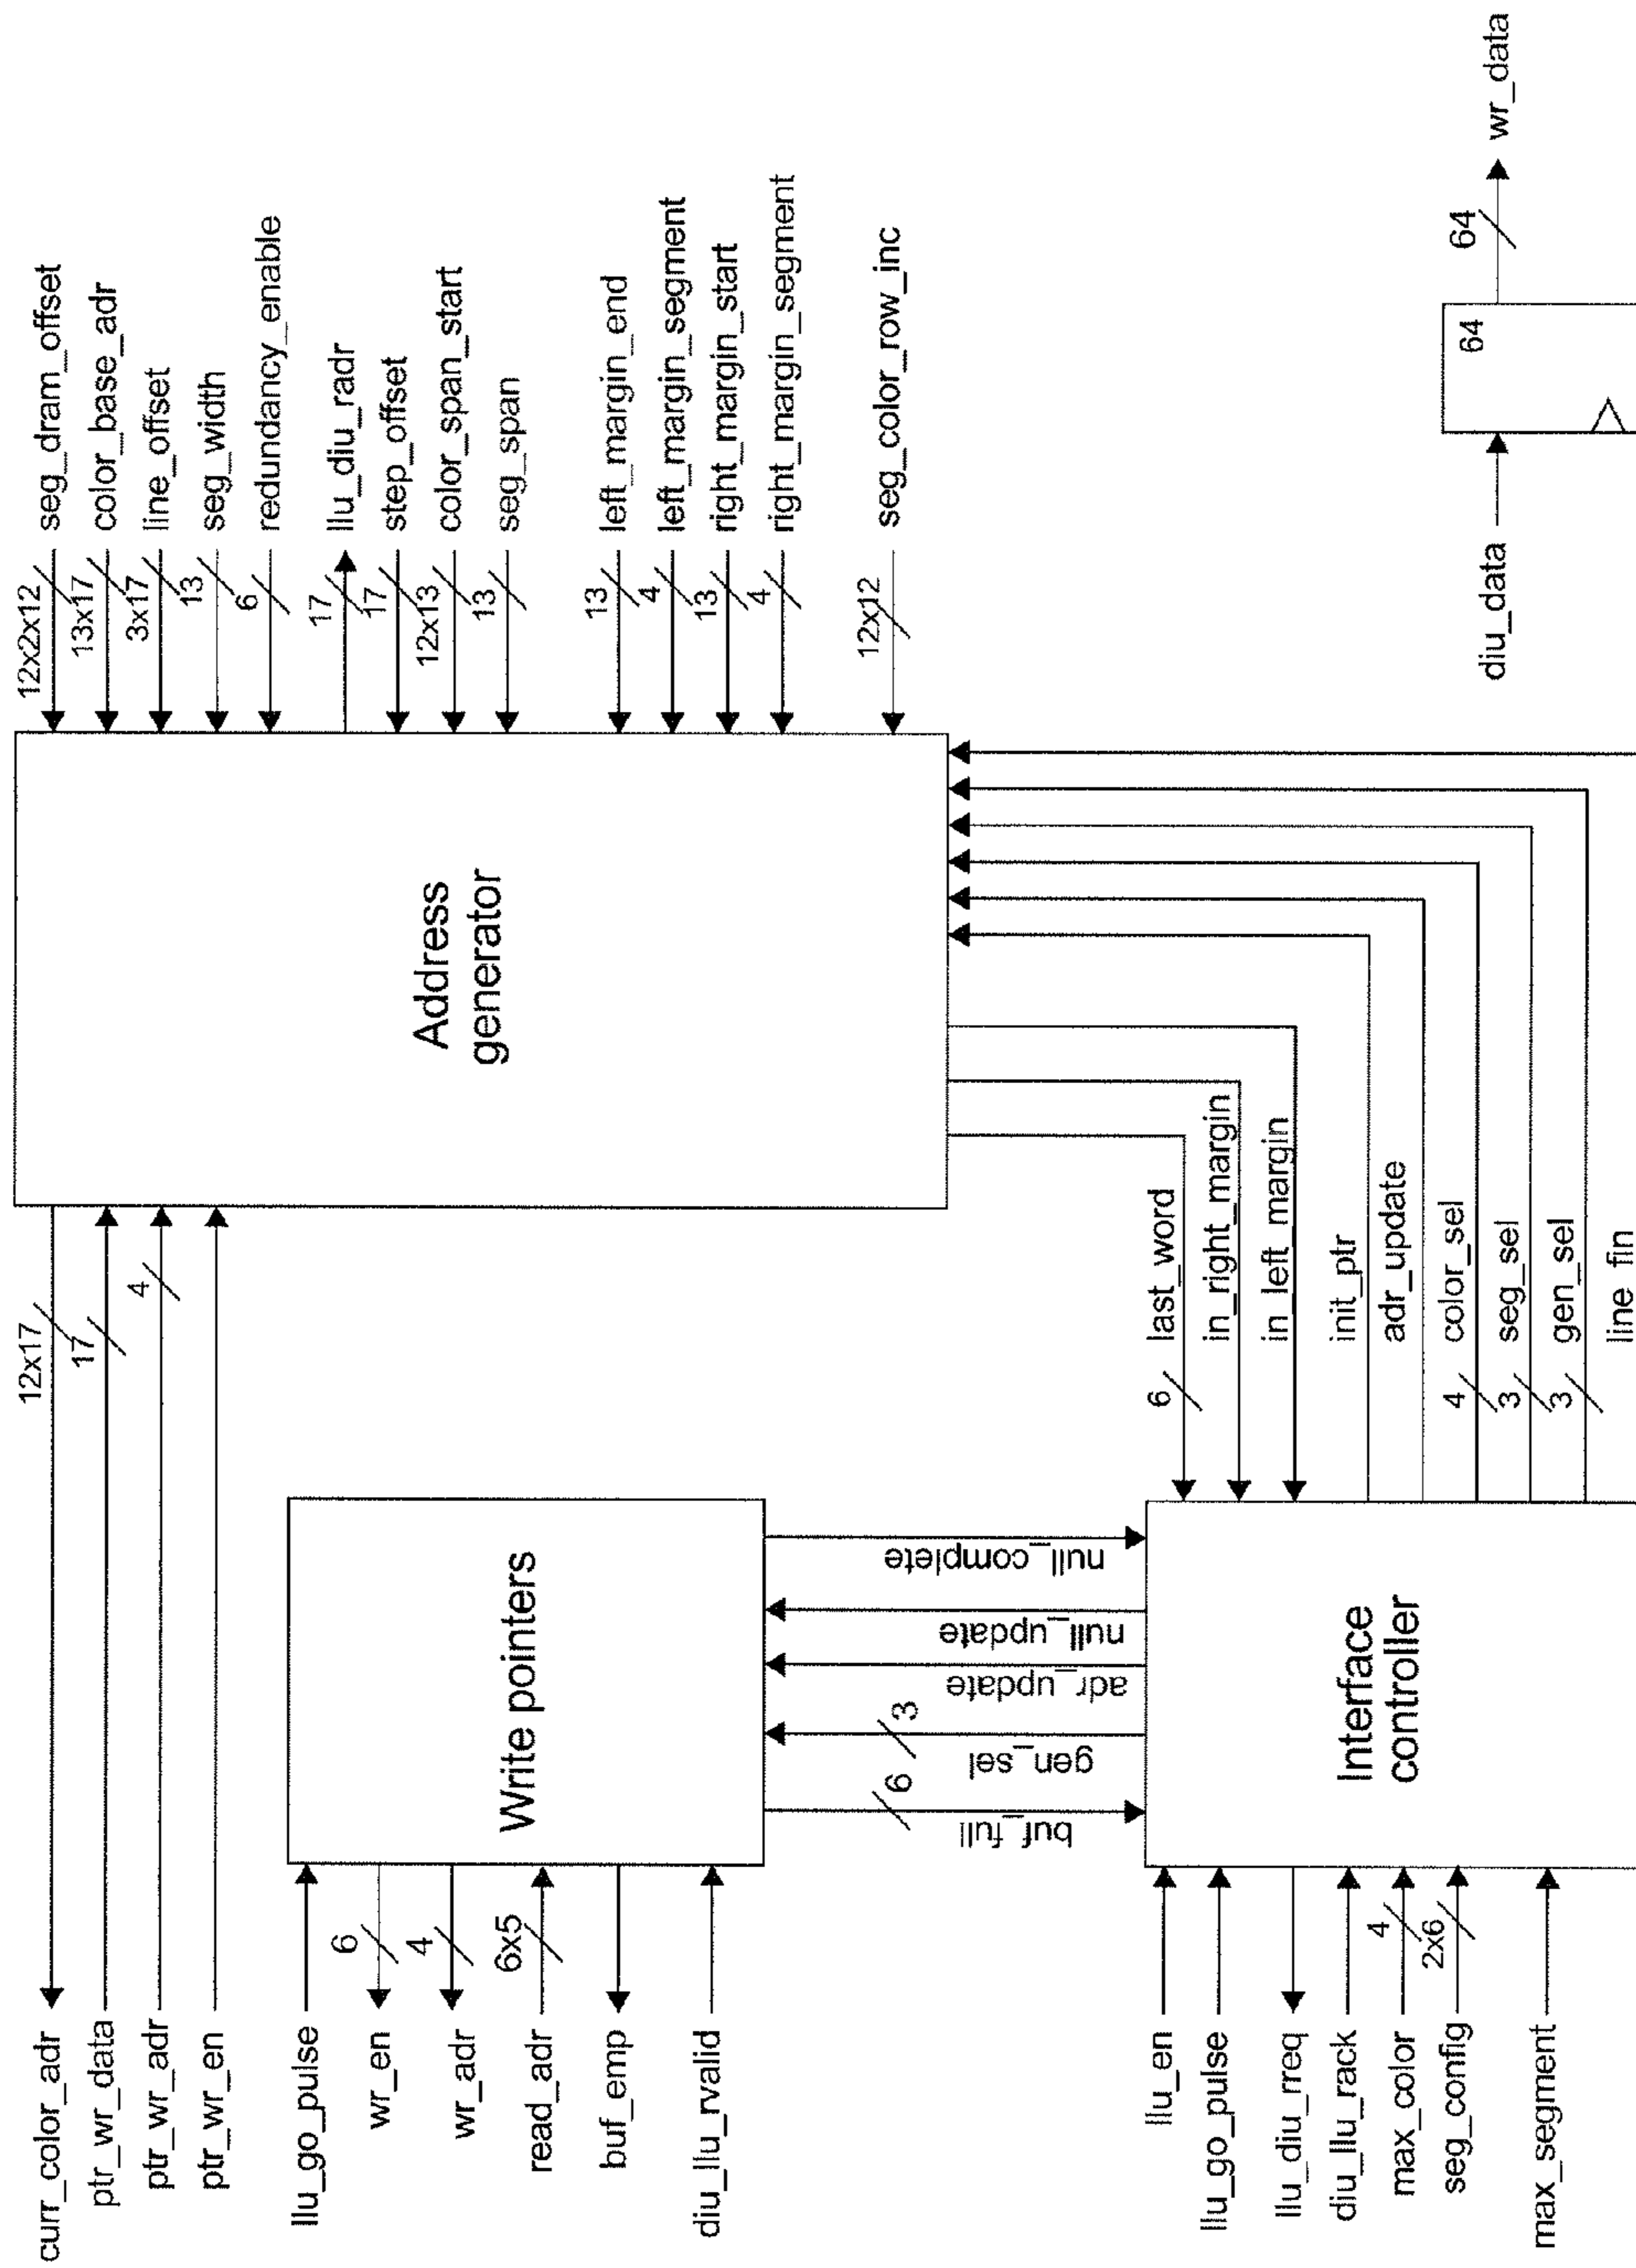 curr_color_adr
12x17
ptr_wr_data
17
ptr_wr_adr
4
ptr_wr_en
Address
generator
12x2x12
seg_dram_offset
13x17
color_base_adr
3x17
line_offset
13
seg_width
6
redundancy_enable
17
llu_diu_radr
17
step_offset
12x13
color_span_start
13
seg_span
13
left_margin_end
4
left_margin_segment
13
right_margin_start
4
right_margin_segment
12x12
seg_color_row_inc
llu_go_pulse
6
wr_en
4
wr_adr
6x5
read_adr
buf_emp
diu_llu_rvalid
Write pointers
buf_full
6
gen_sel
3
adr_update
null_update
null_complete
6
last_word
in_right_margin
in_left_margin
init_ptr
adr_update
4
color_sel
3
seg_sel
3
gen_sel
line_fin
llu_en
llu_go_pulse
llu_diu_rreq
diu_llu_rack
4
max_color
2x6
seg_config
max_segment
Interface
controller
diu_data
64
64
wr_data